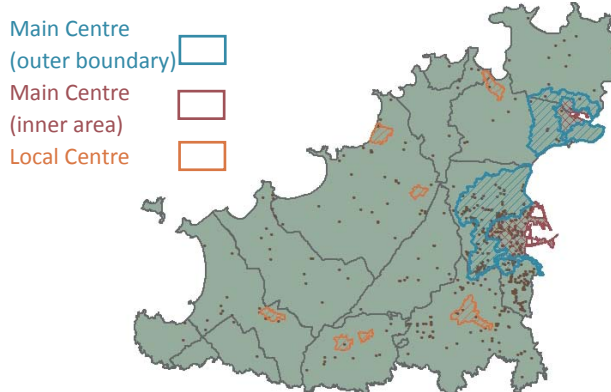 Main Centre
(outer boundary)
Main Centre
(inner area)
Local Centre